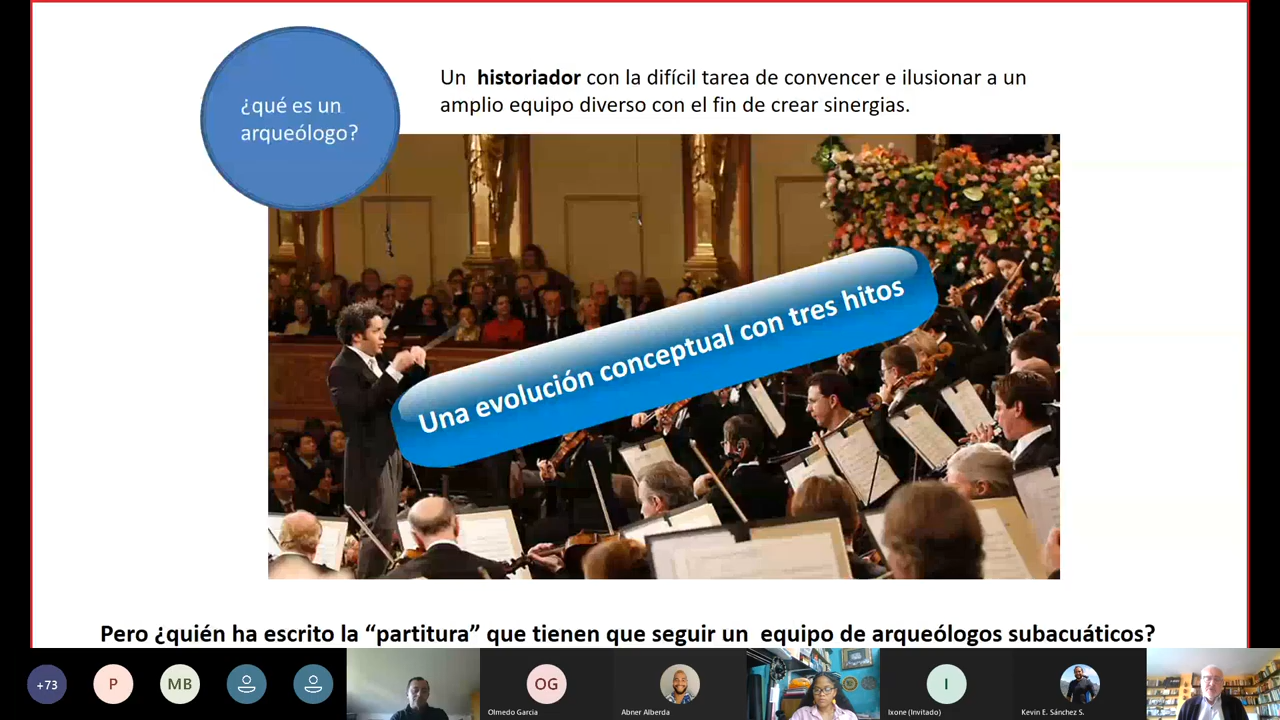 ¿qué es un
arqueólogo?
Un historiador con la difícil tarea de convencer e ilusionar a un
amplio equipo diverso con el fin de crear sinergias.
Una evolución conceptual con tres hitos
Pero ¿quién ha escrito la “partitura” que tienen que seguir un equipo de arqueólogos subacuáticos?
+73
P
MB
OG
I
Olmedo Garcia
Abner Alberda
Ixone (Invitado)
Kevin E. Sánchez S.